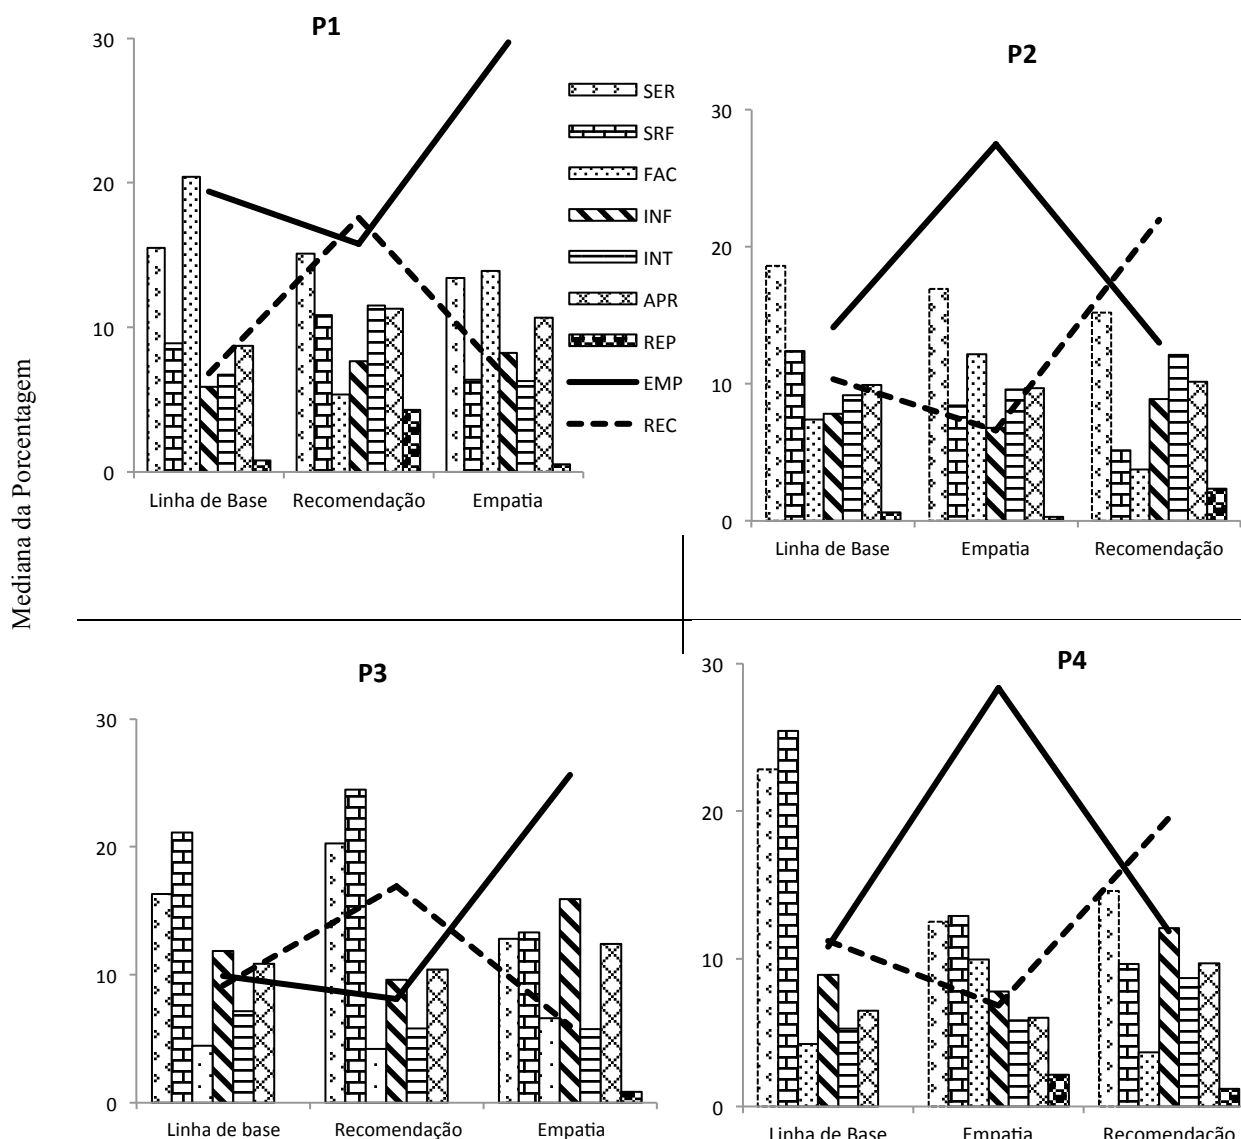 Mediana da Porcentagem
P1
30
20
10
0
Linha de Base Recomendação Empatia
SER
SRF
FAC
INF
INT
APR
REP
EMP
REC
P2
30
20
10
0
Linha de Base Empatia Recomendação
P3
30
20
10
0
Linha de base Recomendação Empatia
P4
30
20
10
0
Linha de Base Empatia Recomendação